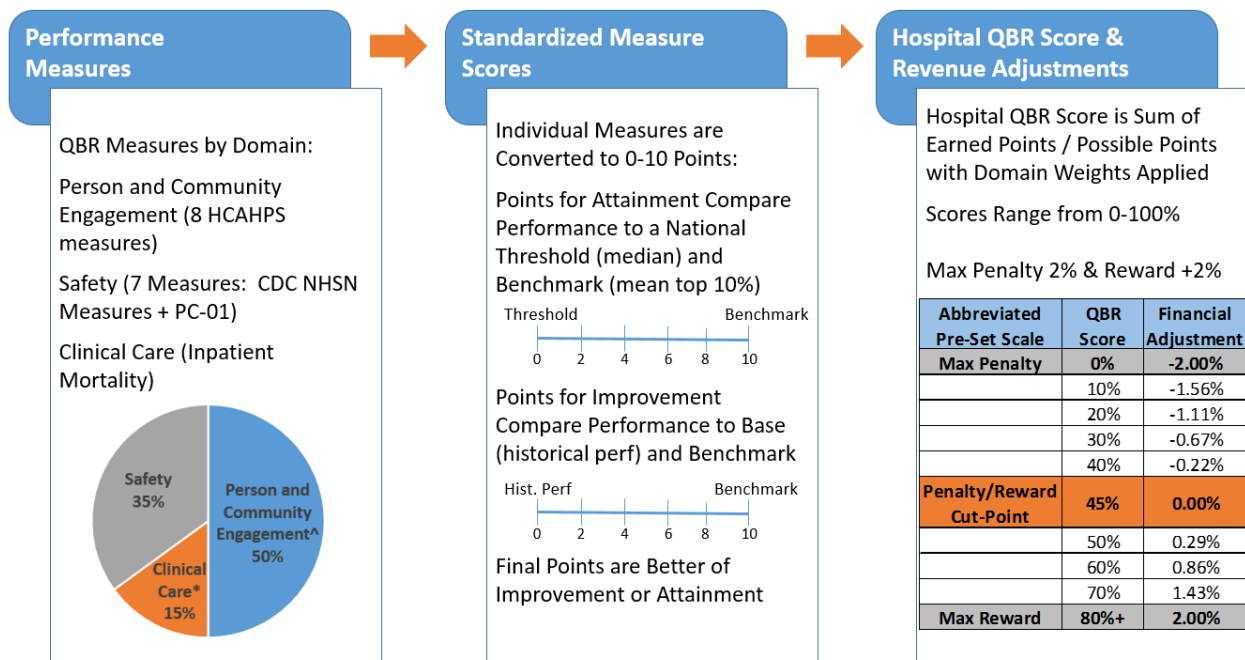 Performance
Measures
QBR Measures by Domain:
Person and Community
Engagement (8 HCAHPS
measures)
Safety (7 Measures:  CDC NHSN
Measures + PC-01)
Clinical Care (Inpatient
Mortality)
Safety
35%
Person and
Community
Engagement^
50%
Clinical
Care*
15%
Standardized Measure
Scores
Individual Measures are
Converted to 0-10 Points:
Points for Attainment Compare
Performance to a National
Threshold (median) and
Benchmark (mean top 10%)
Threshold Benchmark
0 2 4 6 8 10
Points for Improvement
Compare Performance to Base
(historical perf) and Benchmark
Hist. Perf Benchmark
0 2 4 6 8 10
Final Points are Better of
Improvement or Attainment
Hospital QBR Score &
Revenue Adjustments
Hospital QBR Score is Sum of
Earned Points / Possible Points
with Domain Weights Applied
Scores Range from 0-100%
Max Penalty 2% & Reward +2%
Abbreviated QBR Financial
Pre-Set Scale Score Adjustment
Max Penalty 0% -2.00%
10% -1.56%
20% -1.11%
30% -0.67%
40% -0.22%
Penalty/Reward
Cut-Point 45% 0.00%
50% 0.29%
60% 0.86%
70% 1.43%
Max Reward 80%+ 2.00%